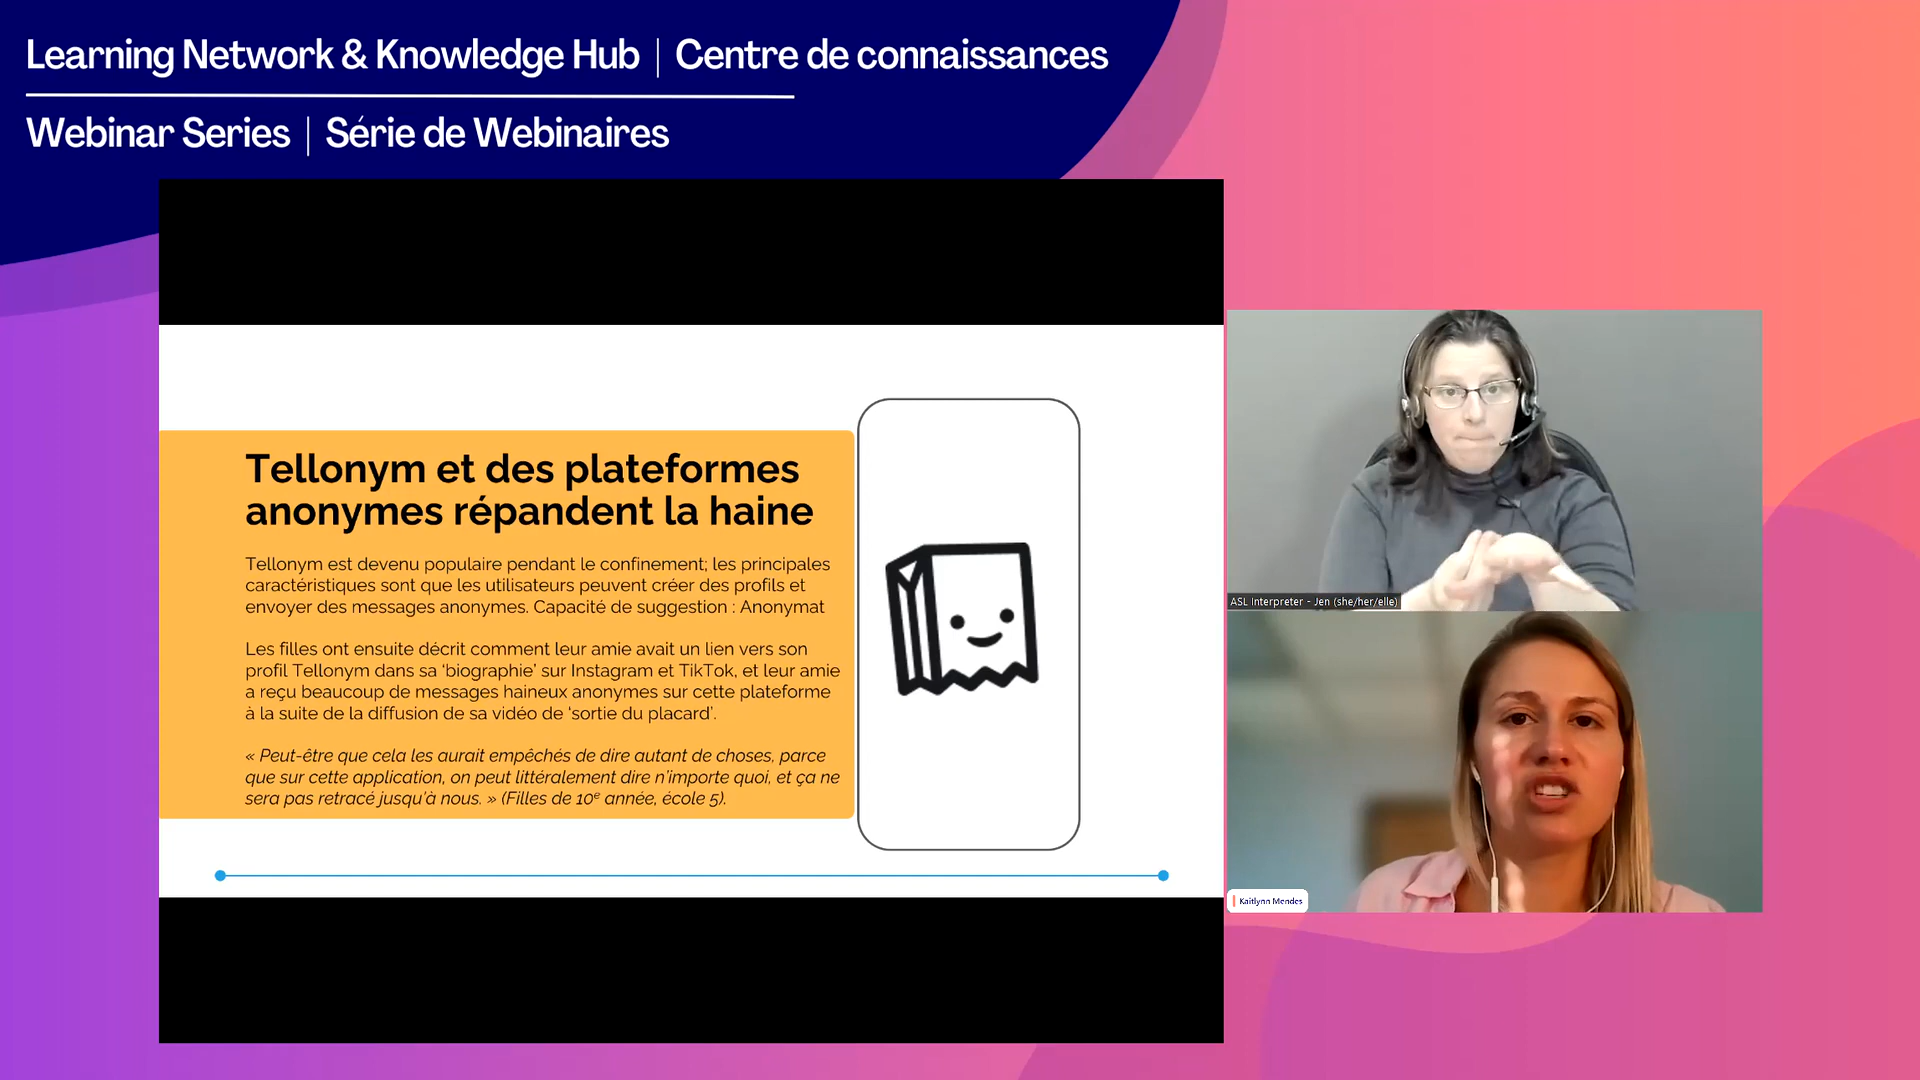 Learning Network & Knowledge Hub | Centre de connaissances
Webinar Series | Série de Webinaires
Tellonym et des plateformes
anonymes répandent la haine
Tellonym est devenu populaire pendant le confinement; les principales
caractéristiques sont que les utilisateurs peuvent créer des profils et
envoyer des messages anonymes. Capacité de suggestion : Anonymat
Les filles ont ensuite décrit comment leur amie avait un lien vers son
profil Tellonym dans sa ‘biographie’ sur Instagram et TikTok, et leur amie
a reçu beaucoup de messages haineux anonymes sur cette plateforme
à la suite de la diffusion de sa vidéo de ‘sortie du placard’.
« Peut-être que cela les aurait empêchés de dire autant de choses, parce
que sur cette application, on peut littéralement dire n’importe quoi, et ça ne
sera pas retracé jusqu’à nous. » (Filles de 10e année, école 5).
ASL Interpreter - Jen (she/her/elle)
Kaitlynn Mendes